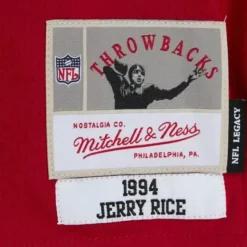 THROWBACKS
NFL
NOSTALGIA CO.
Mitchell & Ness
PHILADELPHIA, PA.
NFL LEGACY
1994
JERRY RICE